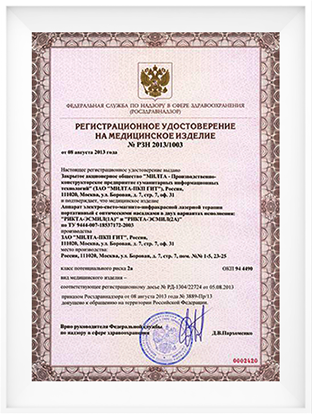 ФЕДЕРАЛЬНАЯ СЛУЖБА ПО НАДЗОРУ В СФЕРЕ ЗДРАВООХРАНЕНИЯ
(РОСЗДРАВНАДЗОР)
РЕГИСТРАЦИОННОЕ УДОСТОВЕРЕНИЕ
НА МЕДИЦИНСКОЕ ИЗДЕЛИЕ
№ РЗН 2013/1003
от 08 августа 2013 года
Настоящее регистрационное удостоверение выдано
Закрытое акционерное общество "МИЛТА - Производственно-
конструкторское предприятие гуманитарных информационных
технологий" (ЗАО "МИЛТА-ПКП ГИТ"), Россия,
111020, Москва, ул. Боровая, д. 7, стр. 7, оф. 31
и подтверждает, что медицинское изделие
Аппарат электро-свето-магнито-инфракрасной лазерной терапии
портативный с оптическими насадками в двух вариантах исполнения:
"РИКТА-ЭСМИЛ(1А)" и "РИКТА-ЭСМИЛ(2А)"
по ТУ 9444-007-18537172-2003
производства
ЗАО "МИЛТА-ПКП ГИТ", Россия,
111020, Москва, ул. Боровая, д. 7, стр. 7, оф. 31
место производства:
Россия, 111020, Москва, ул. Боровая, д. 7, стр. 7, пом. №№ 1-5, 23-25
класс потенциального риска 2а ОКП 94 4490
вид медицинского изделия -
соответствующее регистрационному досье № РД-1304/22724 от 05.08.2013
приказом Росздравнадзора от 08 августа 2013 года № 3889-Пр/13
допущено к обращению на территории Российской Федерации.
Врио руководителя Федеральной службы
по надзору в сфере здравоохранения Д.В.Пархоменко
0002420